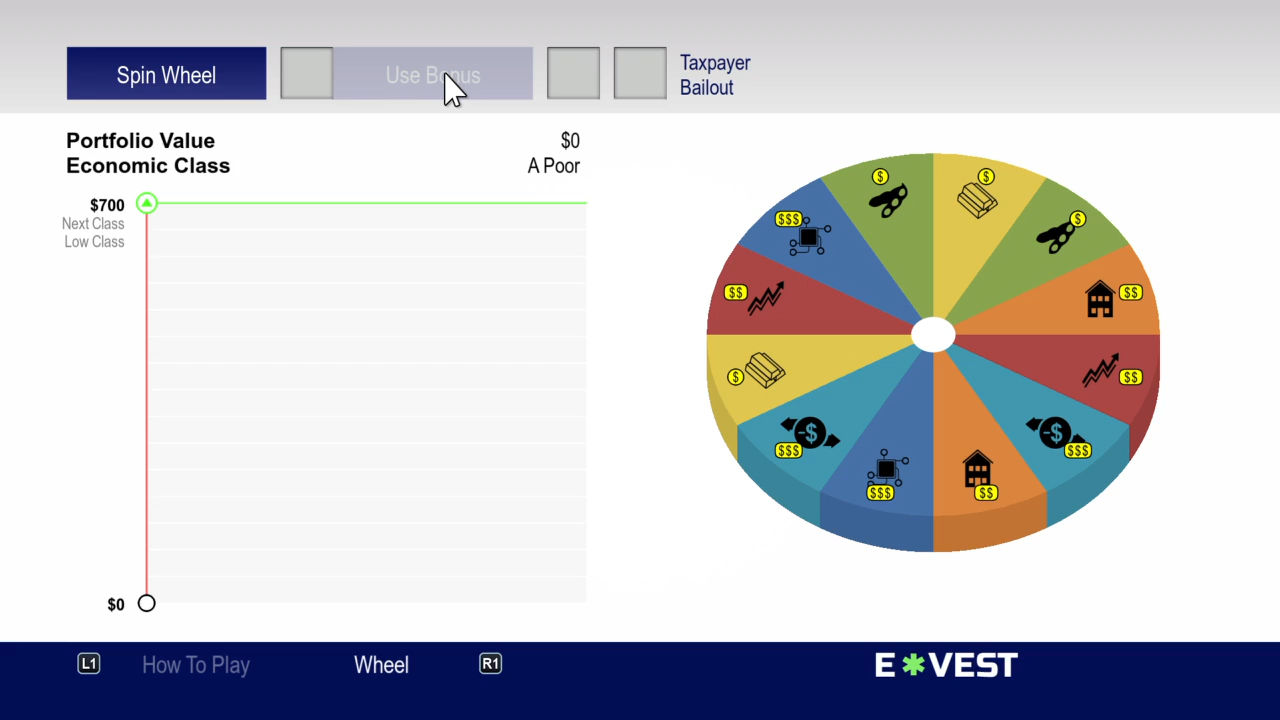 Spin Wheel
Use Bonus
Taxpayer
Bailout
Portfolio Value
$0
Economic Class
A Poor
$700
Next Class
Low Class
$0
$
$
$$$
$
$$
$$
$
$$
$$$
-$
-$
$$$
$$$
$$
L1
How To Play
Wheel
R1
E*VEST